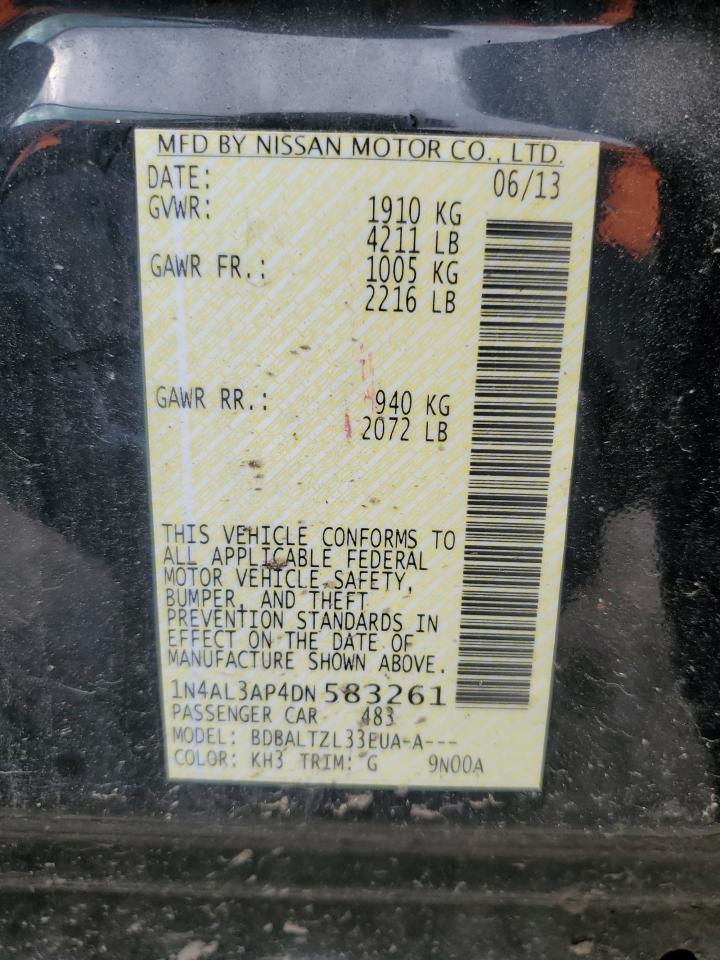 MFD BY NISSAN MOTOR CO., LTD.
DATE: 06/13
GVWR: 1910 KG
4211 LB
GAWR FR.: 1005 KG
2216 LB
GAWR RR.: 940 KG
2072 LB
THIS VEHICLE CONFORMS TO
ALL APPLICABLE FEDERAL
MOTOR VEHICLE SAFETY,
BUMPER, AND THEFT
PREVENTION STANDARDS IN
EFFECT ON THE DATE OF
MANUFACTURE SHOWN ABOVE.
1N4AL3AP4DN583261
PASSENGER CAR 483
MODEL: BDBALTZL33EUA-A---
COLOR: KH3 TRIM: G 9N00A